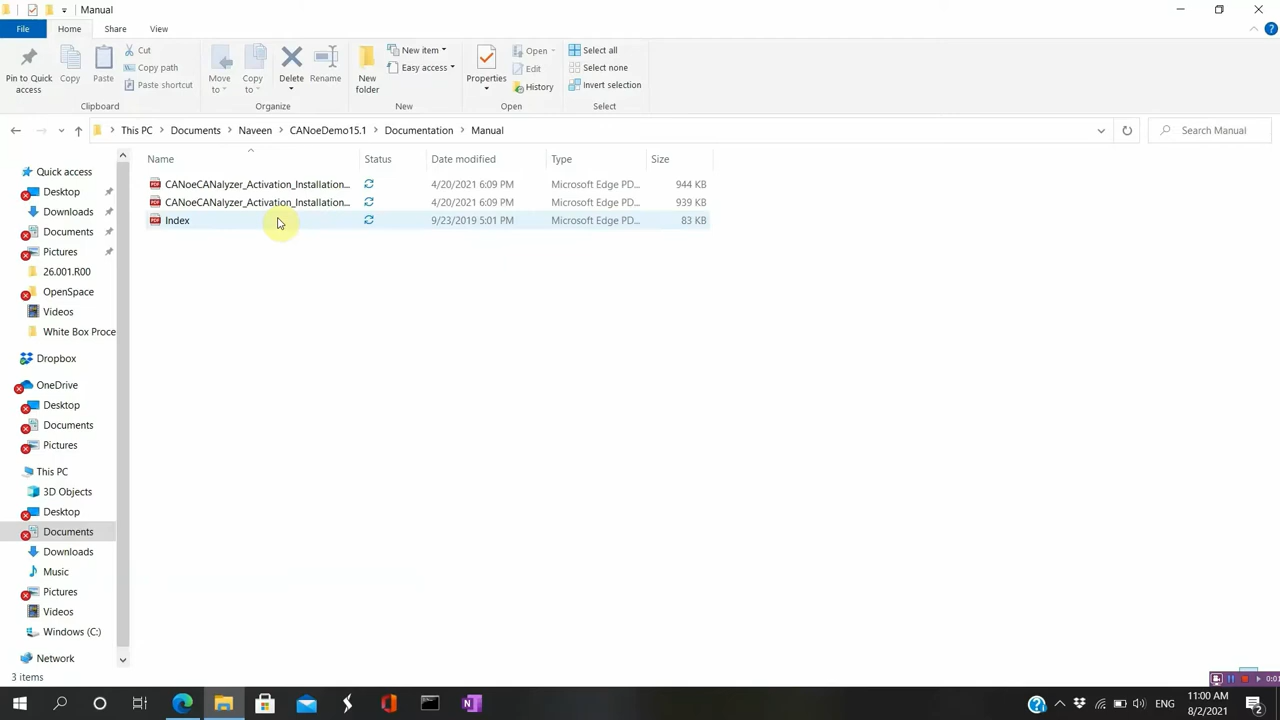 Manual
File Home Share View
Pin to Quick access
Copy
Paste
Cut
Copy path
Paste shortcut
Clipboard
Move to
Copy to
Delete
Rename
Organize
New folder
New item
Easy access
New
Properties
Open
Edit
History
Open
Select all
Select none
Invert selection
Select
This PC > Documents > Naveen > CANoeDemo15.1 > Documentation > Manual
Search Manual
Name Status Date modified Type Size
CANoeCANalyzer_Activation_Installation... 4/20/2021 6:09 PM Microsoft Edge PD... 944 KB
CANoeCANalyzer_Activation_Installation... 4/20/2021 6:09 PM Microsoft Edge PD... 939 KB
Index 9/23/2019 5:01 PM Microsoft Edge PD... 83 KB
Quick access
Desktop
Downloads
Documents
Pictures
26.001.R00
OpenSpace
Videos
White Box Proce
Dropbox
OneDrive
Desktop
Documents
Pictures
This PC
3D Objects
Desktop
Documents
Downloads
Music
Pictures
Videos
Windows (C:)
Network
3 items
ENG
11:00 AM
8/2/2021